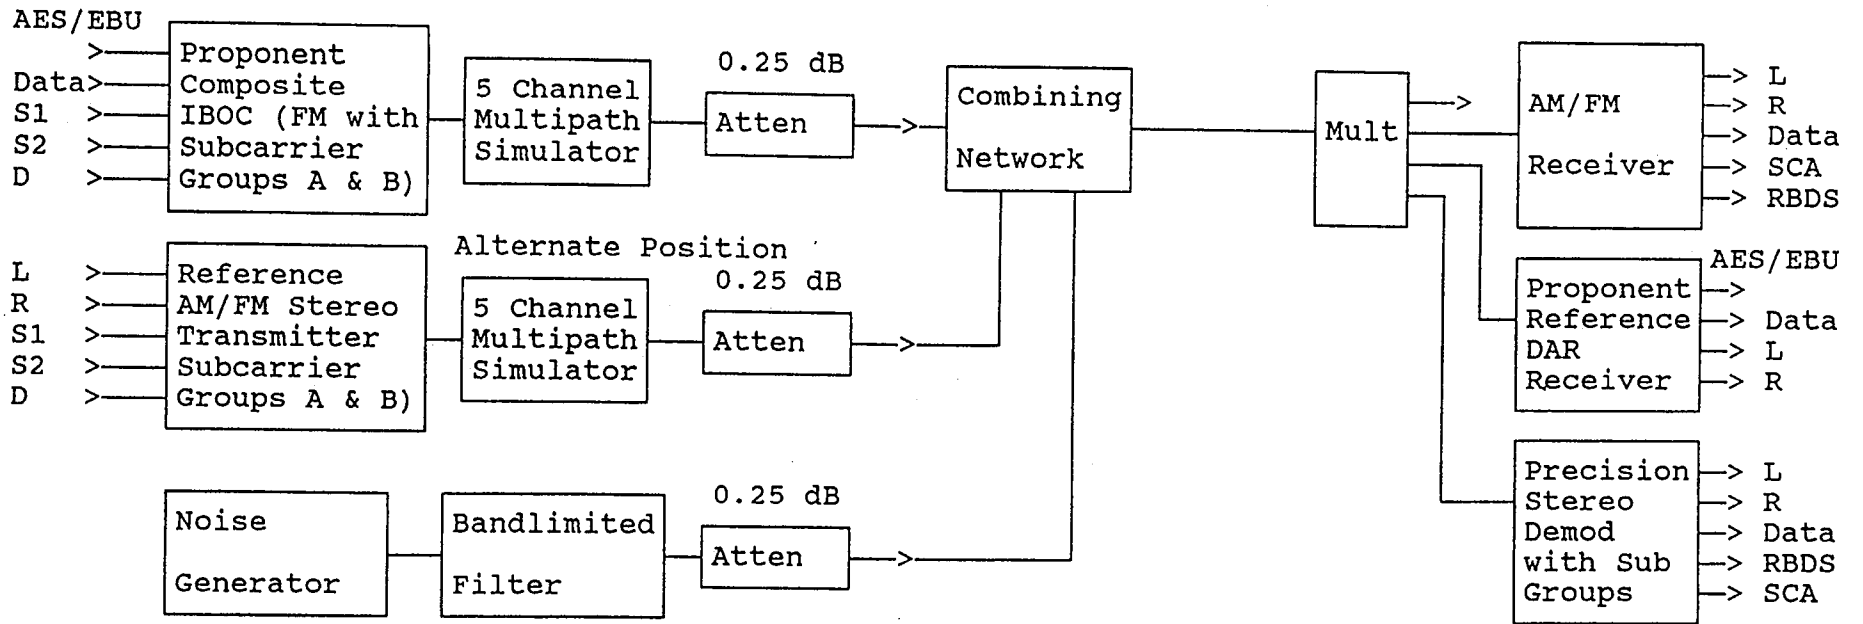 AES/EBU
>
Data>
S1 >
S2 >
D >
Proponent
Composite
IBOC (FM with
Subcarrier
Groups A & B)
5 Channel
Multipath
Simulator
0.25 dB
Atten
>
Combining
Network
Mult
>
AM/FM
Receiver
> L
> R
> Data
> SCA
> RBDS
L >
R >
S1 >
S2 >
D >
Reference
AM/FM Stereo
Transmitter
Subcarrier
Groups A & B)
Alternate Position
5 Channel
Multipath
Simulator
0.25 dB
Atten
>
AES/EBU
Proponent
Reference
DAR
Receiver
>
> Data
> L
> R
Noise
Generator
Bandlimited
Filter
0.25 dB
Atten
>
Precision
Stereo
Demod
with Sub
Groups
> L
> R
> Data
> RBDS
> SCA